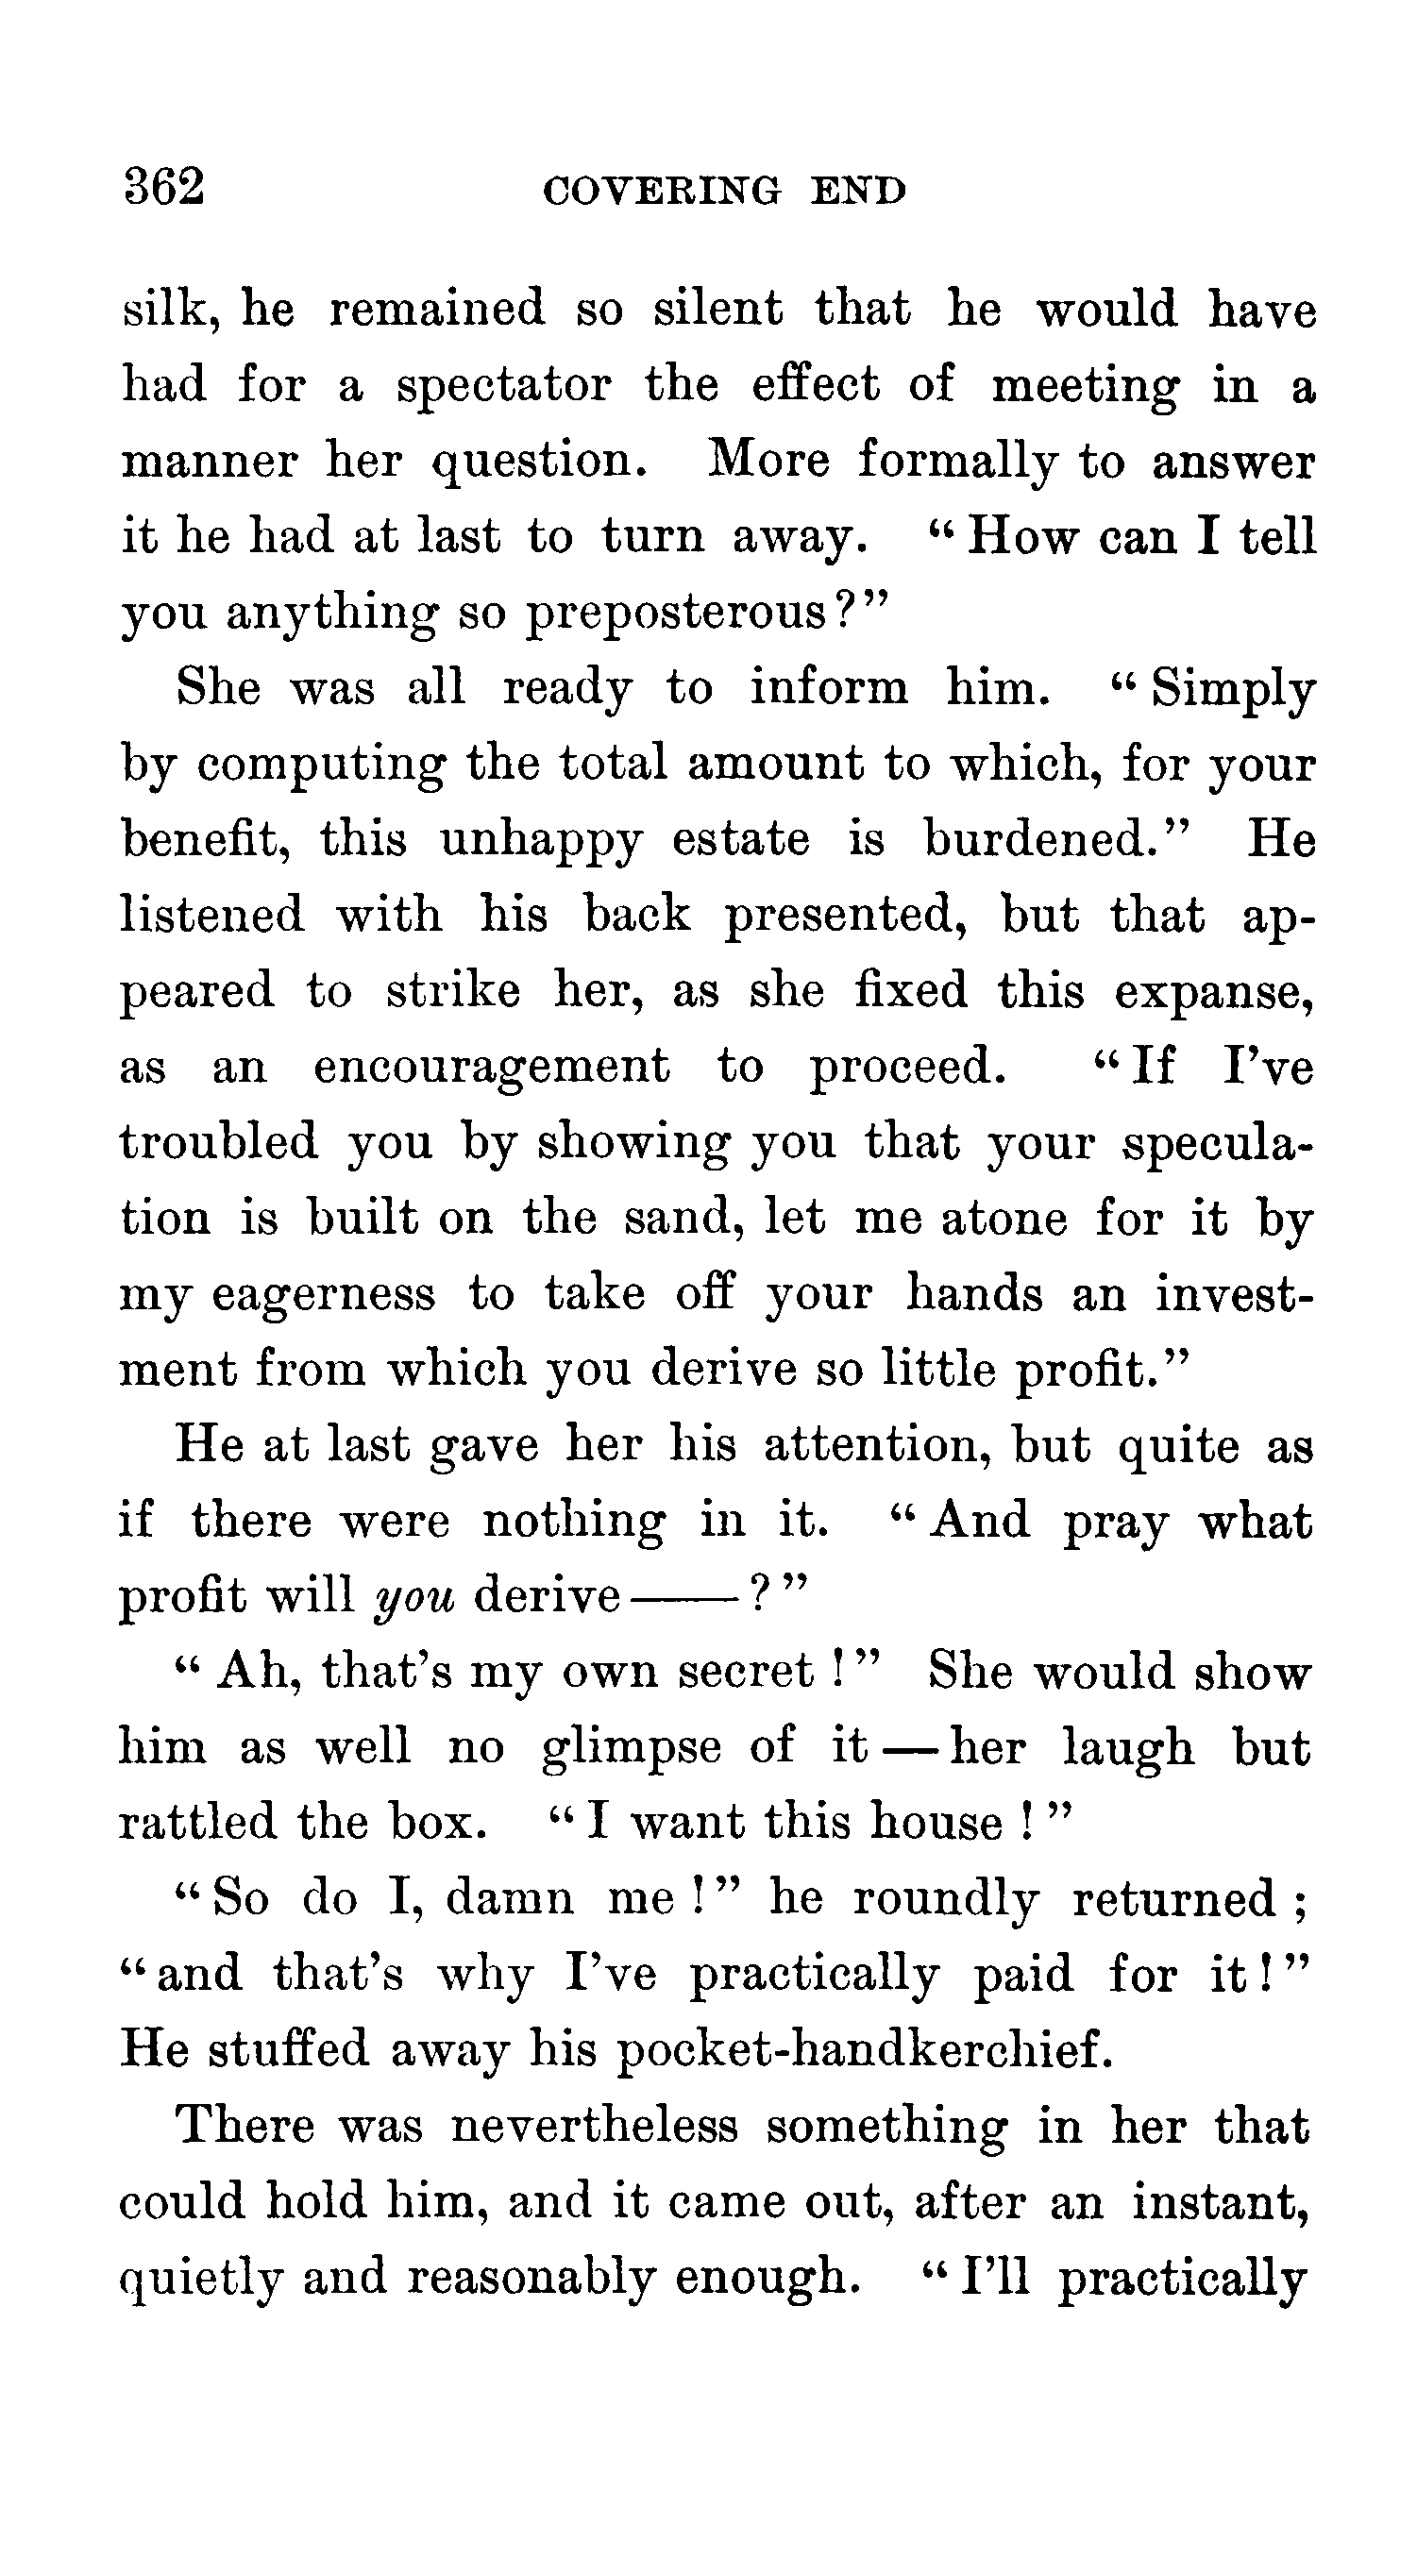 362 COVERING END
silk, he remained so silent that he would have
had for a spectator the effect of meeting in a
manner her question. More formally to answer
it he had at last to turn away. “ How can I tell
you anything so preposterous?”
She was all ready to inform him. “ Simply
by computing the total amount to which, for your
benefit, this unhappy estate is burdened.” He
listened with his back presented, but that ap-
peared to strike her, as she fixed this expanse,
as an encouragement to proceed. “ If I’ve
troubled you by showing you that your specula-
tion is built on the sand, let me atone for it by
my eagerness to take off your hands an invest-
ment from which you derive so little profit.”
He at last gave her his attention, but quite as
if there were nothing in it. “ And pray what
profit will you derive——? ”
“ Ah, that’s my own secret ! ” She would show
him as well no glimpse of it — her laugh but
rattled the box. “ I want this house ! ”
“ So do I, damn me ! ” he roundly returned ;
“ and that’s why I’ve practically paid for it! ”
He stuffed away his pocket-handkerchief.
There was nevertheless something in her that
could hold him, and it came out, after an instant,
quietly and reasonably enough. “ I’ll practically